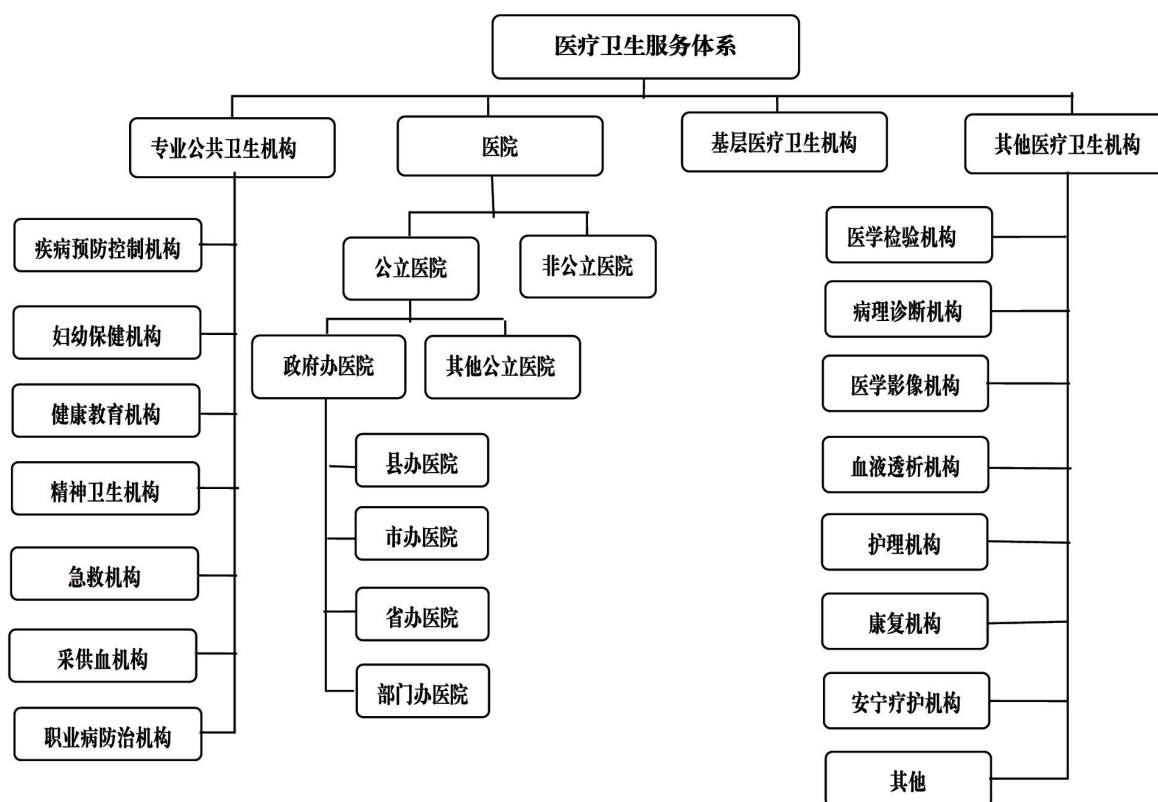 医疗卫生服务体系
专业公共卫生机构
医院
基层医疗卫生机构
其他医疗卫生机构
疾病预防控制机构
妇幼保健机构
健康教育机构
精神卫生机构
急救机构
采供血机构
职业病防治机构
公立医院
非公立医院
政府办医院
其他公立医院
县办医院
市办医院
省办医院
部门办医院
医学检验机构
病理诊断机构
医学影像机构
血液透析机构
护理机构
康复机构
安宁疗护机构
其他